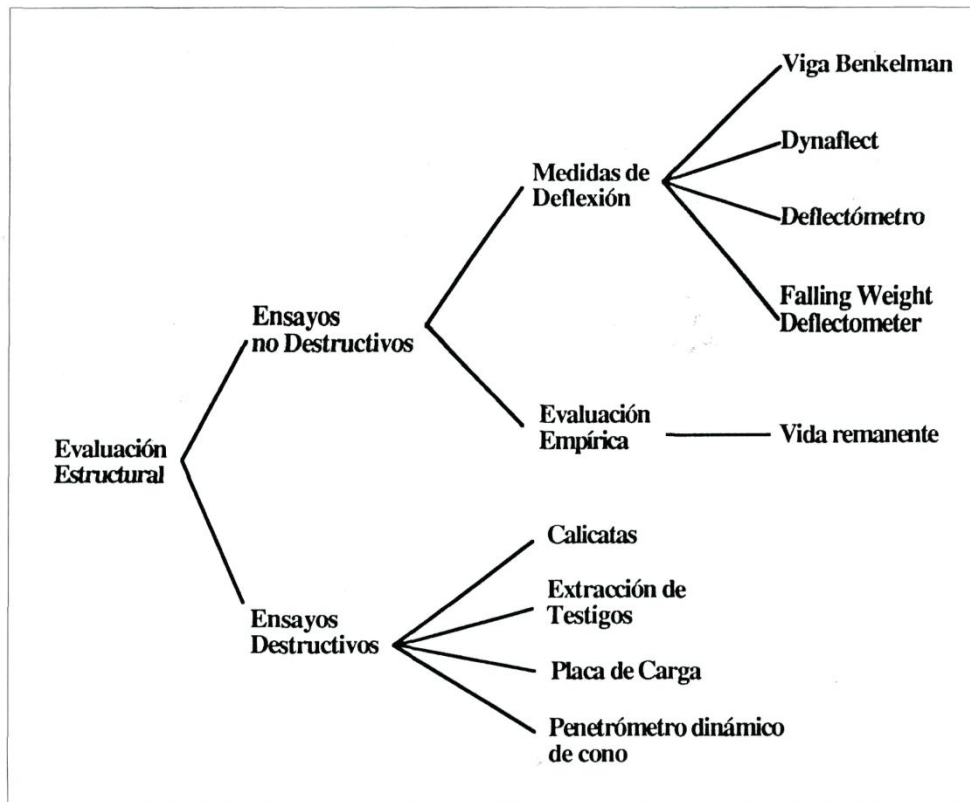 Viga Benkelman
Dynaflect
Medidas de
Deflexión
Deflectómetro
Falling Weight
Deflectometer
Ensayos
no Destructivos
Evaluación
Empírica
Vida remanente
Evaluación
Estructural
Calicatas
Extracción de
Testigos
Ensayos
Destructivos
Placa de Carga
Penetrómetro dinámico
de cono